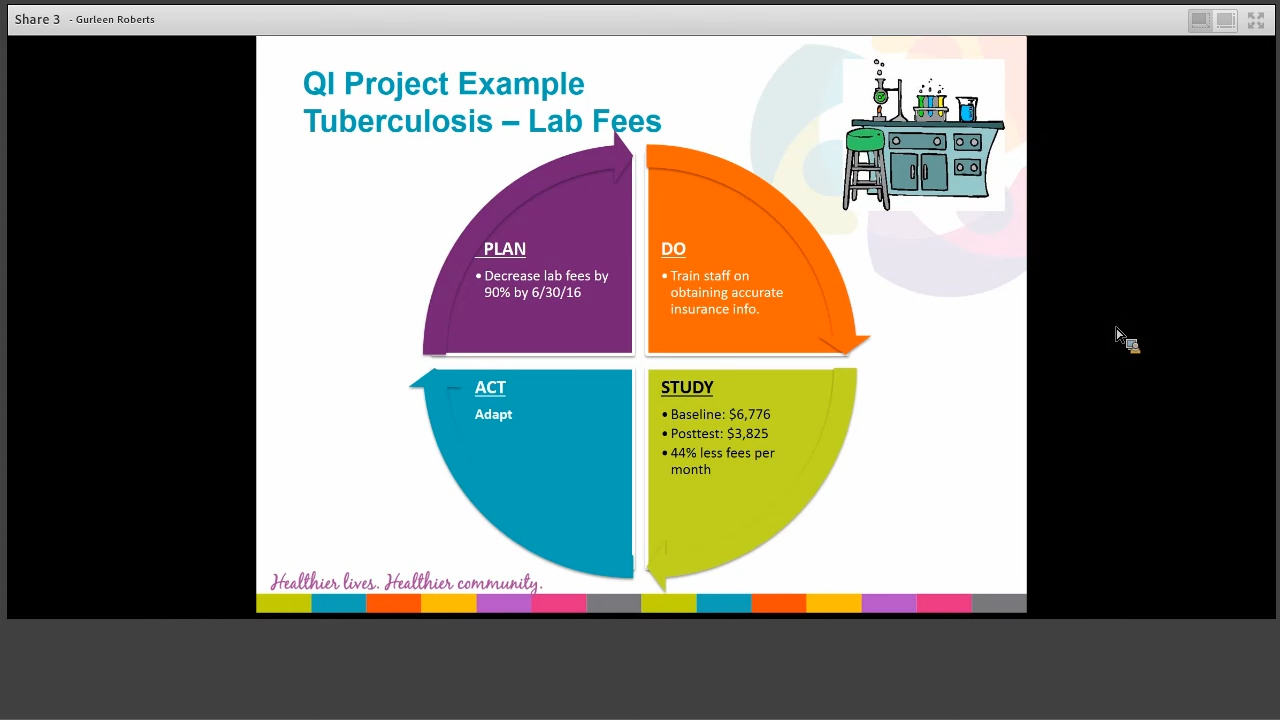 Share 3 - Gurleen Roberts
QI Project Example
Tuberculosis – Lab Fees
PLAN
• Decrease lab fees by
90% by 6/30/16
DO
• Train staff on
obtaining accurate
insurance info.
ACT
Adapt
STUDY
• Baseline: $6,776
• Posttest: $3,825
• 44% less fees per
month
Healthier lives. Healthier community.